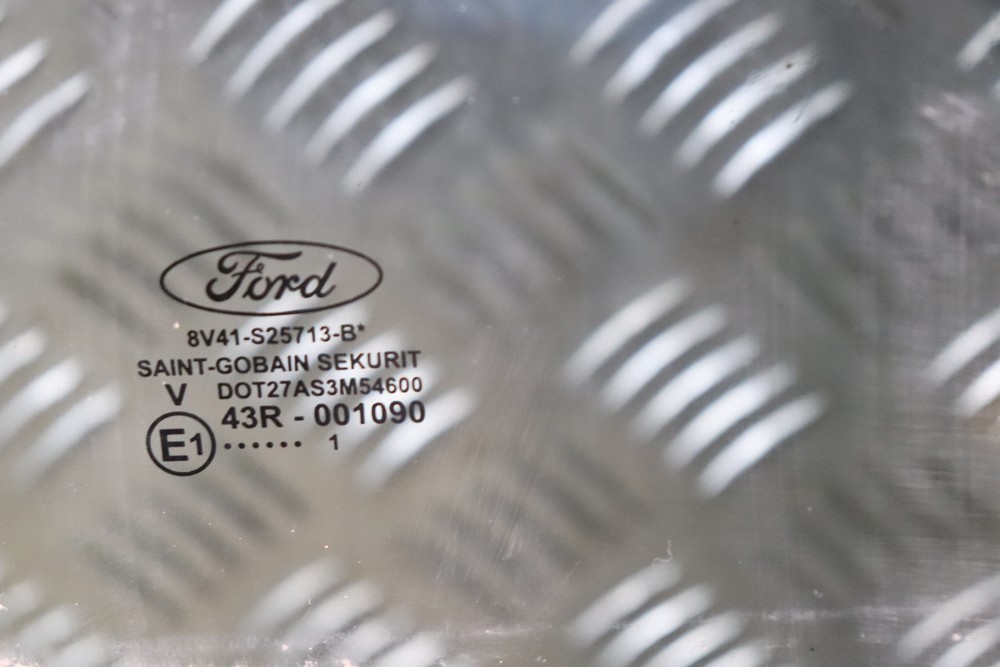 Ford
8V41-S25713-B*
SAINT-GOBAIN SEKURIT
V DOT27AS3M54600
43R - 001090
E1 ...... 1